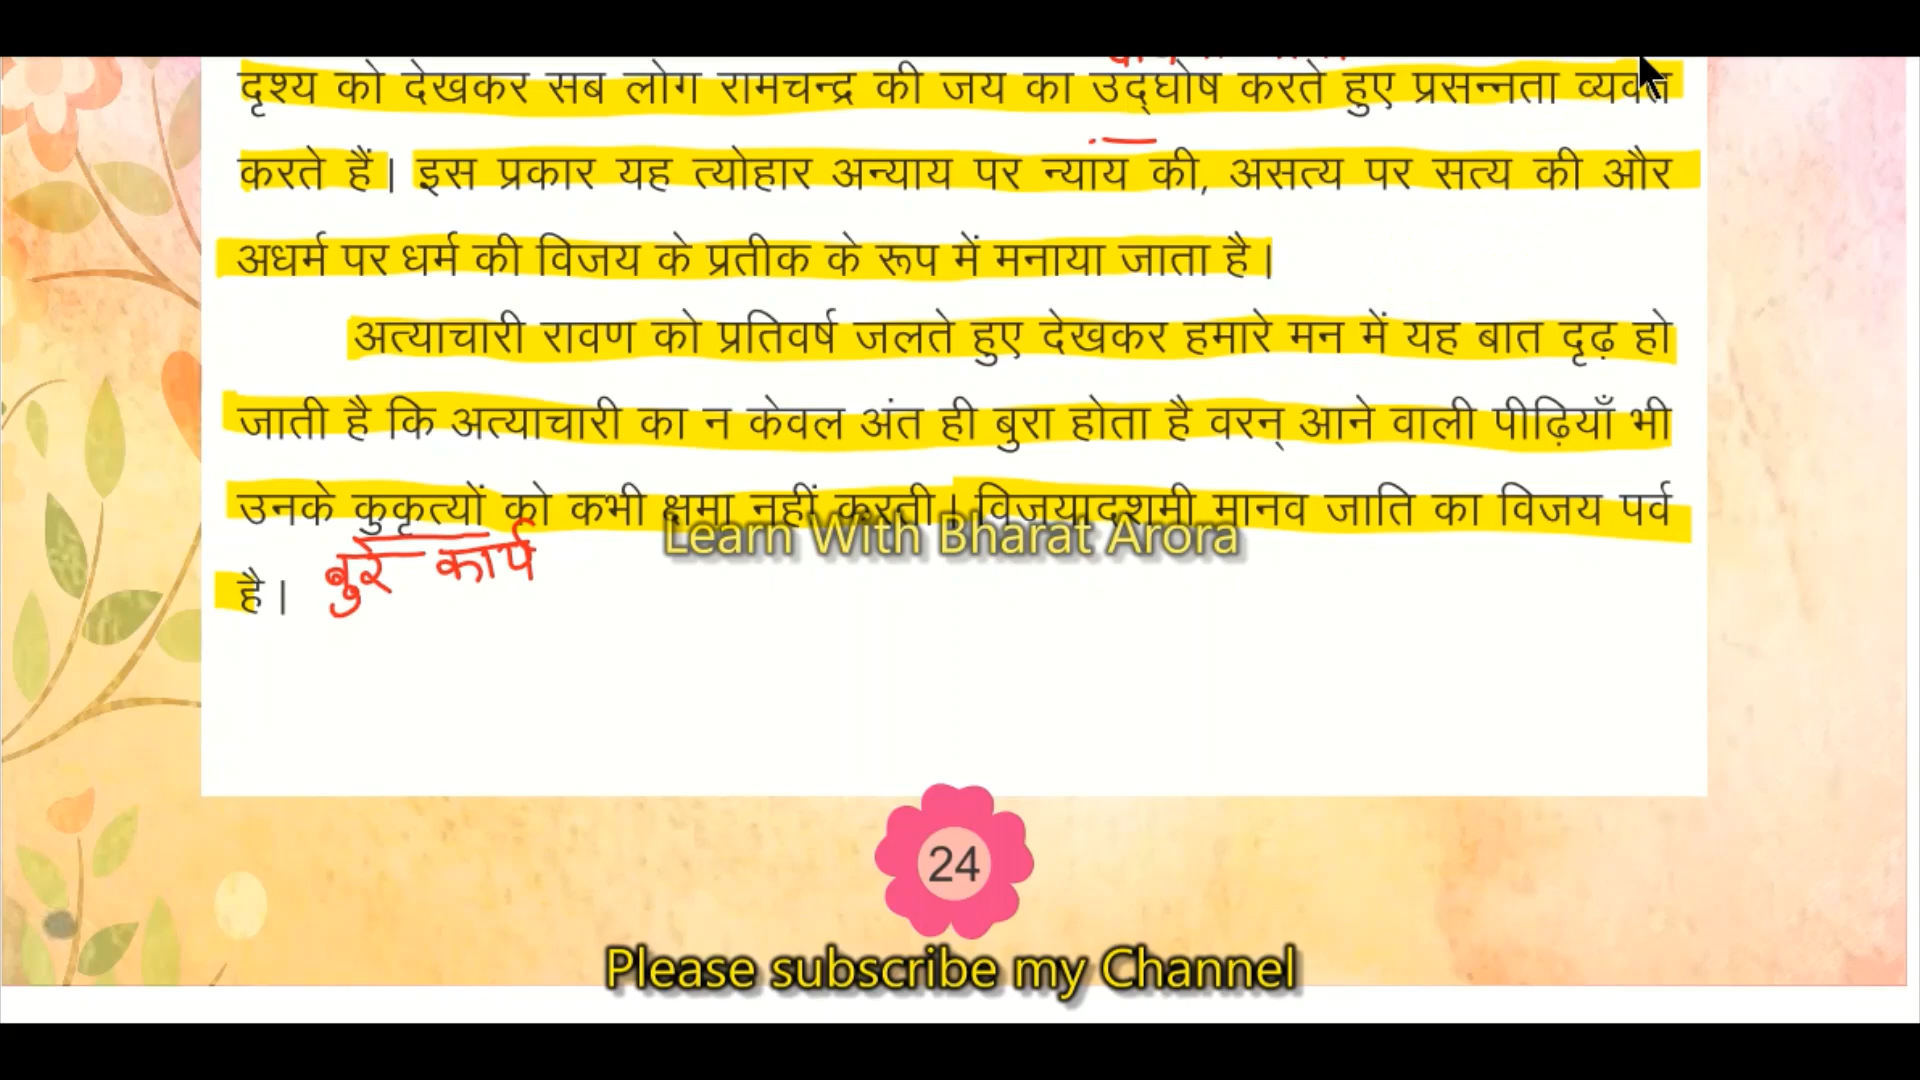 दृश्य को देखकर सब लोग रामचन्द्र की जय का उद्‌घोष करते हुए प्रसन्नता व्यक्त
करते हैं। इस प्रकार यह त्योहार अन्याय पर न्याय की, असत्य पर सत्य की और
अधर्म पर धर्म की विजय के प्रतीक के रूप में मनाया जाता है।
अत्याचारी रावण को प्रतिवर्ष जलते हुए देखकर हमारे मन में यह बात दृढ़ हो
जाती है कि अत्याचारी का न केवल अंत ही बुरा होता है वरन् आने वाली पीढ़ियाँ भी
उनके कुकृत्यों को कभी क्षमा नहीं करती। विजयादशमी मानव जाति का विजय पर्व
Learn With Bharat Arora
है। बुरे कार्य
24
Please subscribe my Channel